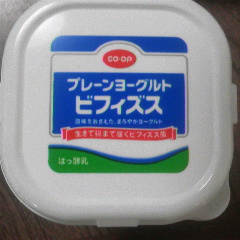 CO·OP
プレーンヨーグルト
ビフィズス
酸味をおさえた、まろやかヨーグルト
生きて腸まで届くビフィズス菌
はっ酵乳